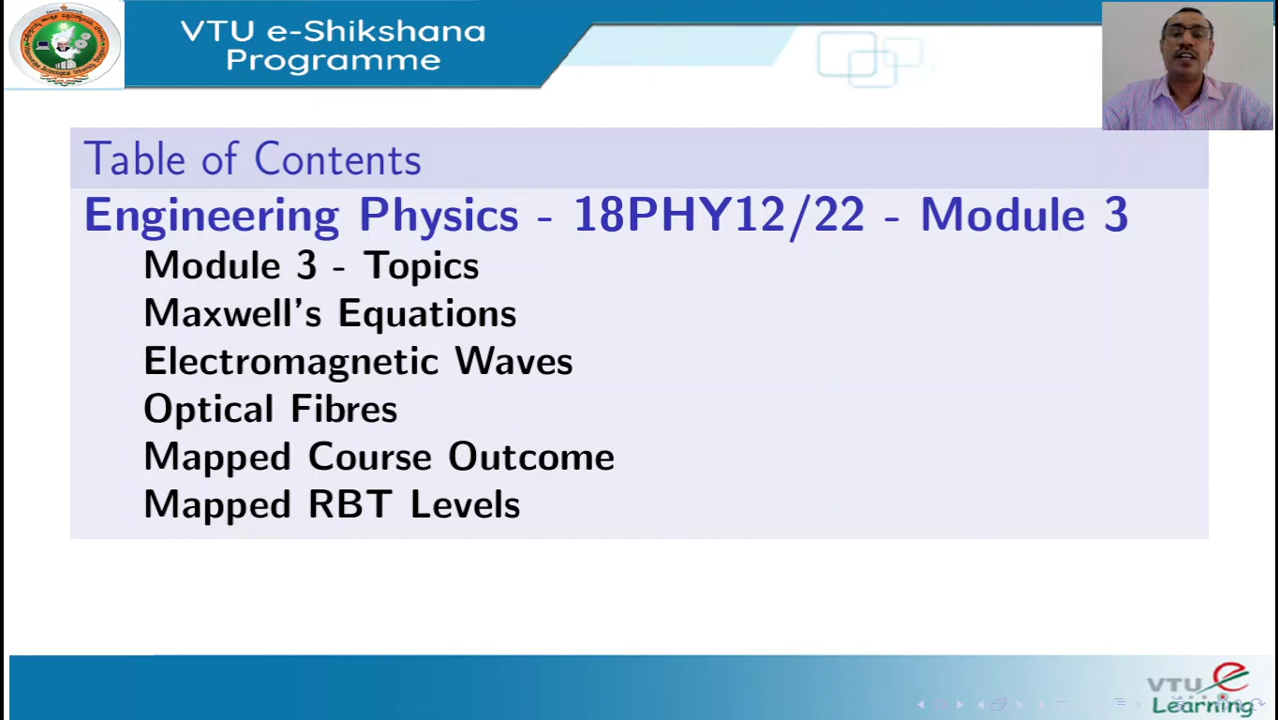 VTU e-Shikshana
Programme
Table of Contents
Engineering Physics - 18PHY12/22 - Module 3
Module 3 - Topics
Maxwell's Equations
Electromagnetic Waves
Optical Fibres
Mapped Course Outcome
Mapped RBT Levels
VTU e
Learning